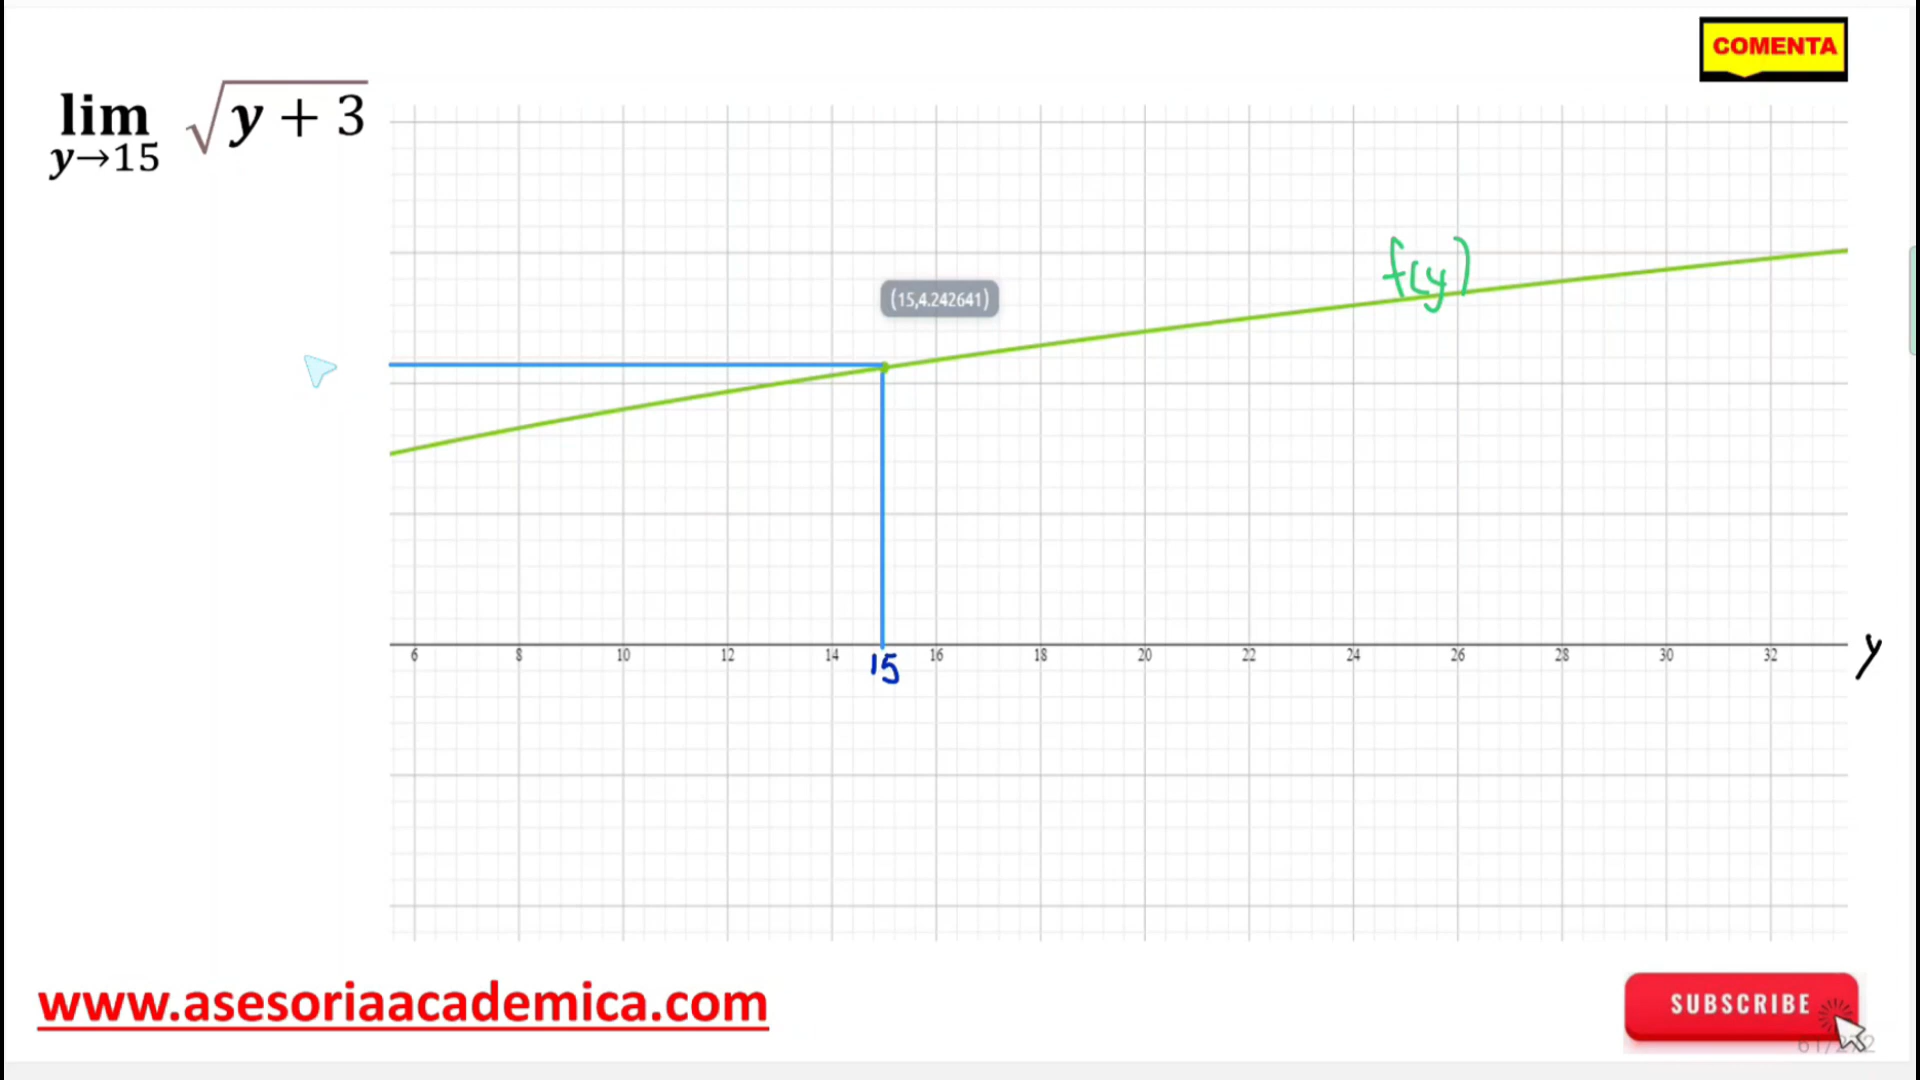 COMENTA
lim √y + 3
y→15
f(y)
(15,4.242641)
6 8 10 12 14 16 18 20 22 24 26 28 30 32 y
15
www.asesoriaacademica.com
SUBSCRIBE